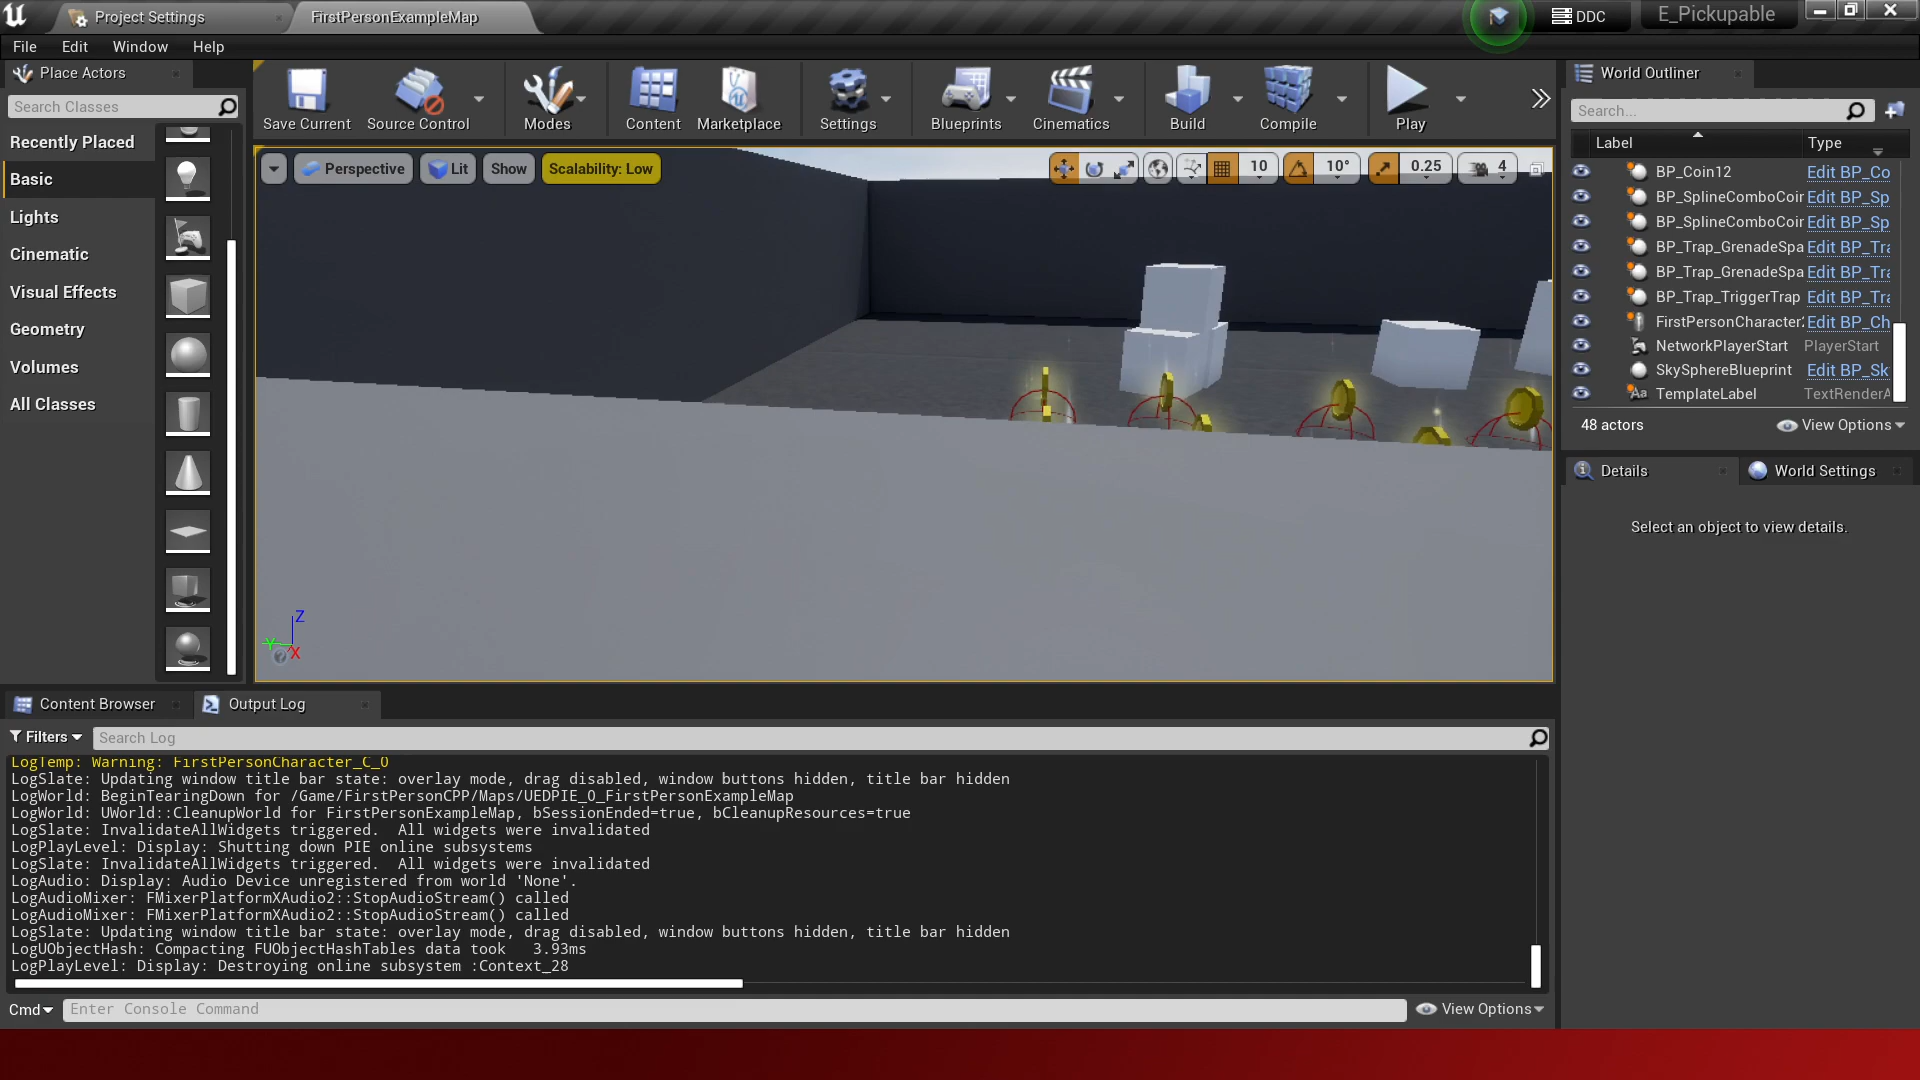 Project Settings
FirstPersonExampleMap
DDC
E_Pickupable
File Edit Window Help
Place Actors
Search Classes
Recently Placed
Basic
Lights
Cinematic
Visual Effects
Geometry
Volumes
All Classes
Save Current
Source Control
Modes
Content
Marketplace
Settings
Blueprints
Cinematics
Build
Compile
Play
Perspective
Lit
Show
Scalability: Low
10
10°
0.25
4
Z
Y
X
World Outliner
Search...
Label Type
BP_Coin12 Edit BP_Co
BP_SplineComboCoin Edit BP_Sp
BP_SplineComboCoin Edit BP_Sp
BP_Trap_GrenadeSpa Edit BP_Tra
BP_Trap_GrenadeSpa Edit BP_Tra
BP_Trap_TriggerTrap Edit BP_Tra
FirstPersonCharacter2 Edit BP_Ch
NetworkPlayerStart PlayerStart
SkySphereBlueprint Edit BP_Sk
TemplateLabel TextRenderA
48 actors
View Options
Details
World Settings
Select an object to view details.
Content Browser
Output Log
Filters
Search Log
LogTemp: Warning: FirstPersonCharacter_C_0
LogSlate: Updating window title bar state: overlay mode, drag disabled, window buttons hidden, title bar hidden
LogWorld: BeginTearingDown for /Game/FirstPersonCPP/Maps/UEDPIE_0_FirstPersonExampleMap
LogWorld: UWorld::CleanupWorld for FirstPersonExampleMap, bSessionEnded=true, bCleanupResources=true
LogSlate: InvalidateAllWidgets triggered.  All widgets were invalidated
LogPlayLevel: Display: Shutting down PIE online subsystems
LogSlate: InvalidateAllWidgets triggered.  All widgets were invalidated
LogAudio: Display: Audio Device unregistered from world 'None'.
LogAudioMixer: FMixerPlatformXAudio2::StopAudioStream() called
LogAudioMixer: FMixerPlatformXAudio2::StopAudioStream() called
LogSlate: Updating window title bar state: overlay mode, drag disabled, window buttons hidden, title bar hidden
LogUObjectHash: Compacting FUObjectHashTables data took   3.93ms
LogPlayLevel: Display: Destroying online subsystem :Context_28
Cmd
Enter Console Command
View Options